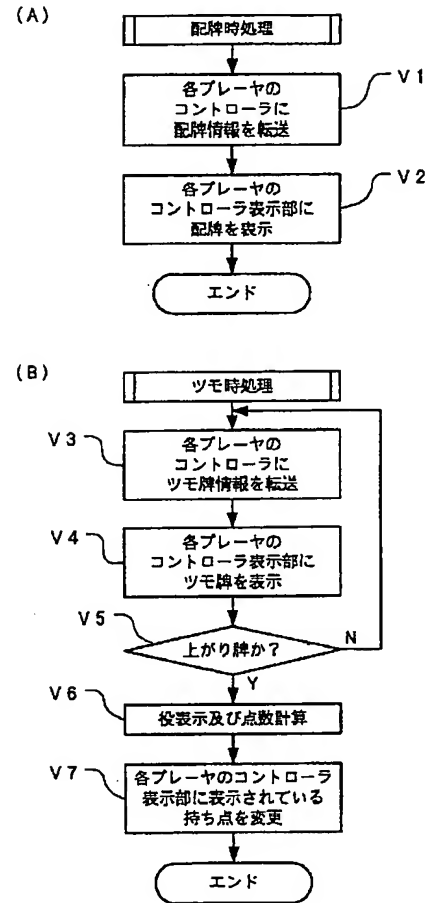 (A)
配牌時処理
各プレーヤの
コントローラに
配牌情報を転送
V1
各プレーヤの
コントローラ表示部に
配牌を表示
V2
エンド
(B)
ツモ時処理
V3
各プレーヤの
コントローラに
ツモ牌情報を転送
V4
各プレーヤの
コントローラ表示部に
ツモ牌を表示
V5
上がり牌か?
N
Y
V6
役表示及び点数計算
V7
各プレーヤのコントローラ
表示部に表示されている
持ち点を変更
エンド